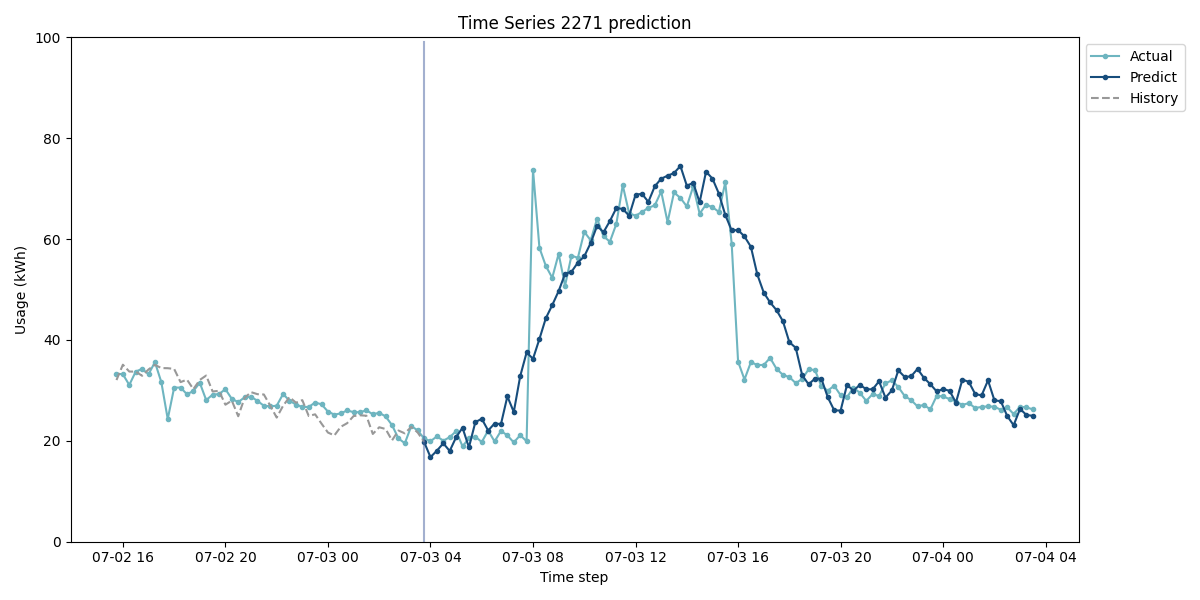 Time Series 2271 prediction
Usage (kWh)
100
80
60
40
20
0
07-02 16
07-02 20
07-03 00
07-03 04
07-03 08
07-03 12
07-03 16
07-03 20
07-04 00
07-04 04
Time step
Actual
Predict
History